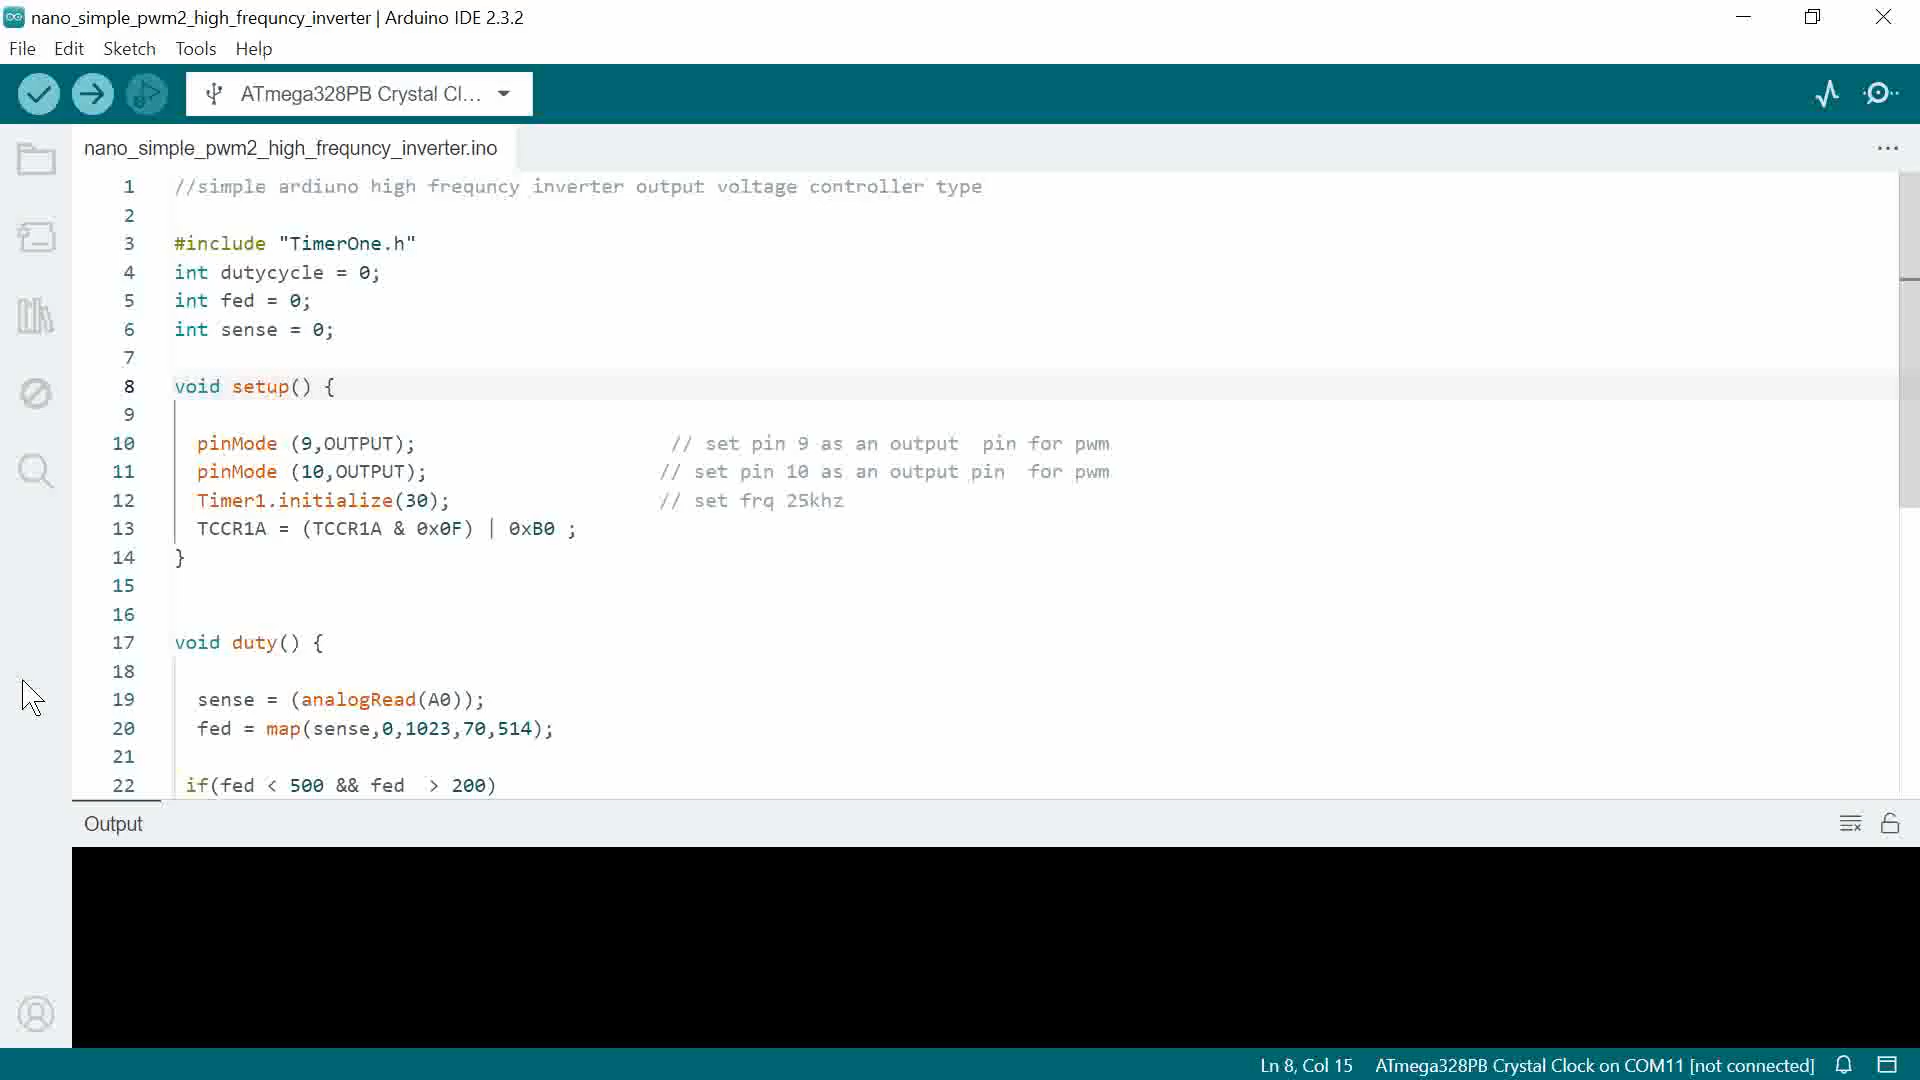 nano_simple_pwm2_high_frequncy_inverter | Arduino IDE 2.3.2
File Edit Sketch Tools Help
ATmega328PB Crystal Cl...
nano_simple_pwm2_high_frequncy_inverter.ino
1 //simple ardiuno high frequncy inverter output voltage controller type
2
3 #include "TimerOne.h"
4 int dutycycle = 0;
5 int fed = 0;
6 int sense = 0;
7
8 void setup() {
9
10 pinMode (9,OUTPUT); // set pin 9 as an output pin for pwm
11 pinMode (10,OUTPUT); // set pin 10 as an output pin for pwm
12 Timer1.initialize(30); // set frq 25khz
13 TCCR1A = (TCCR1A & 0x0F) | 0xB0 ;
14 }
15
16
17 void duty() {
18
19 sense = (analogRead(A0));
20 fed = map(sense,0,1023,70,514);
21
22 if(fed < 500 && fed > 200)
Output
Ln 8, Col 15 ATmega328PB Crystal Clock on COM11 [not connected]